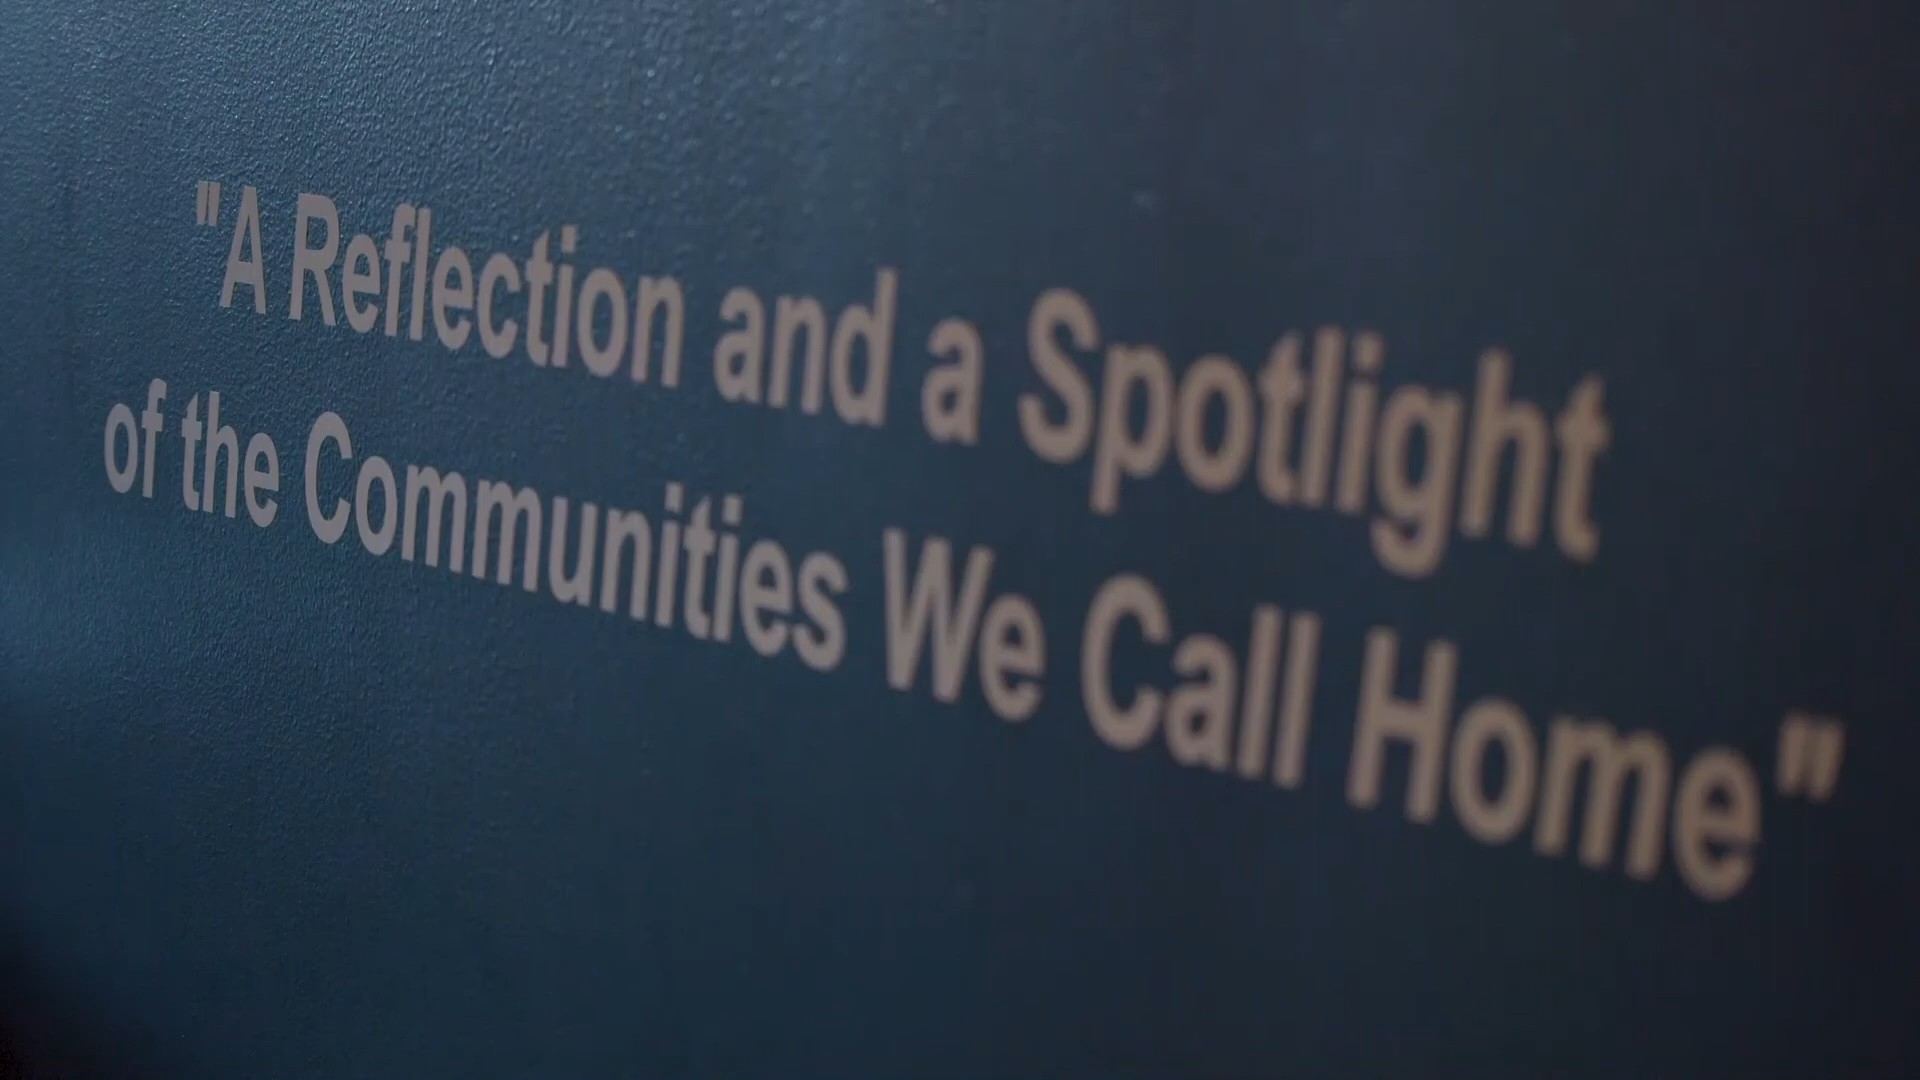 "A Reflection and a Spotlight
of the Communities We Call Home"